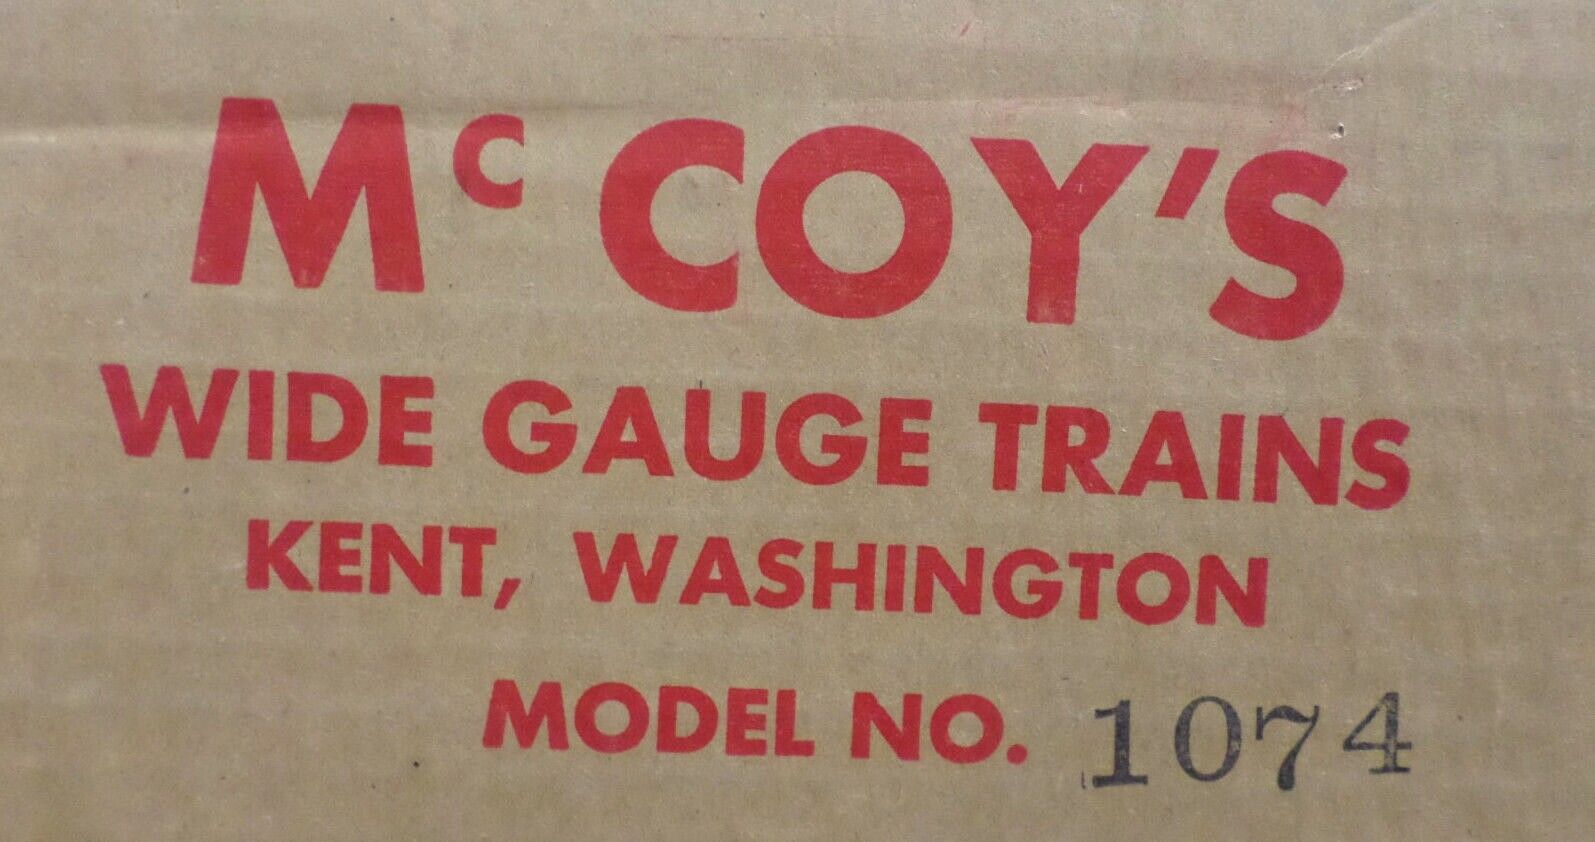 McCOY'S
WIDE GAUGE TRAINS
KENT, WASHINGTON
MODEL NO. 1074